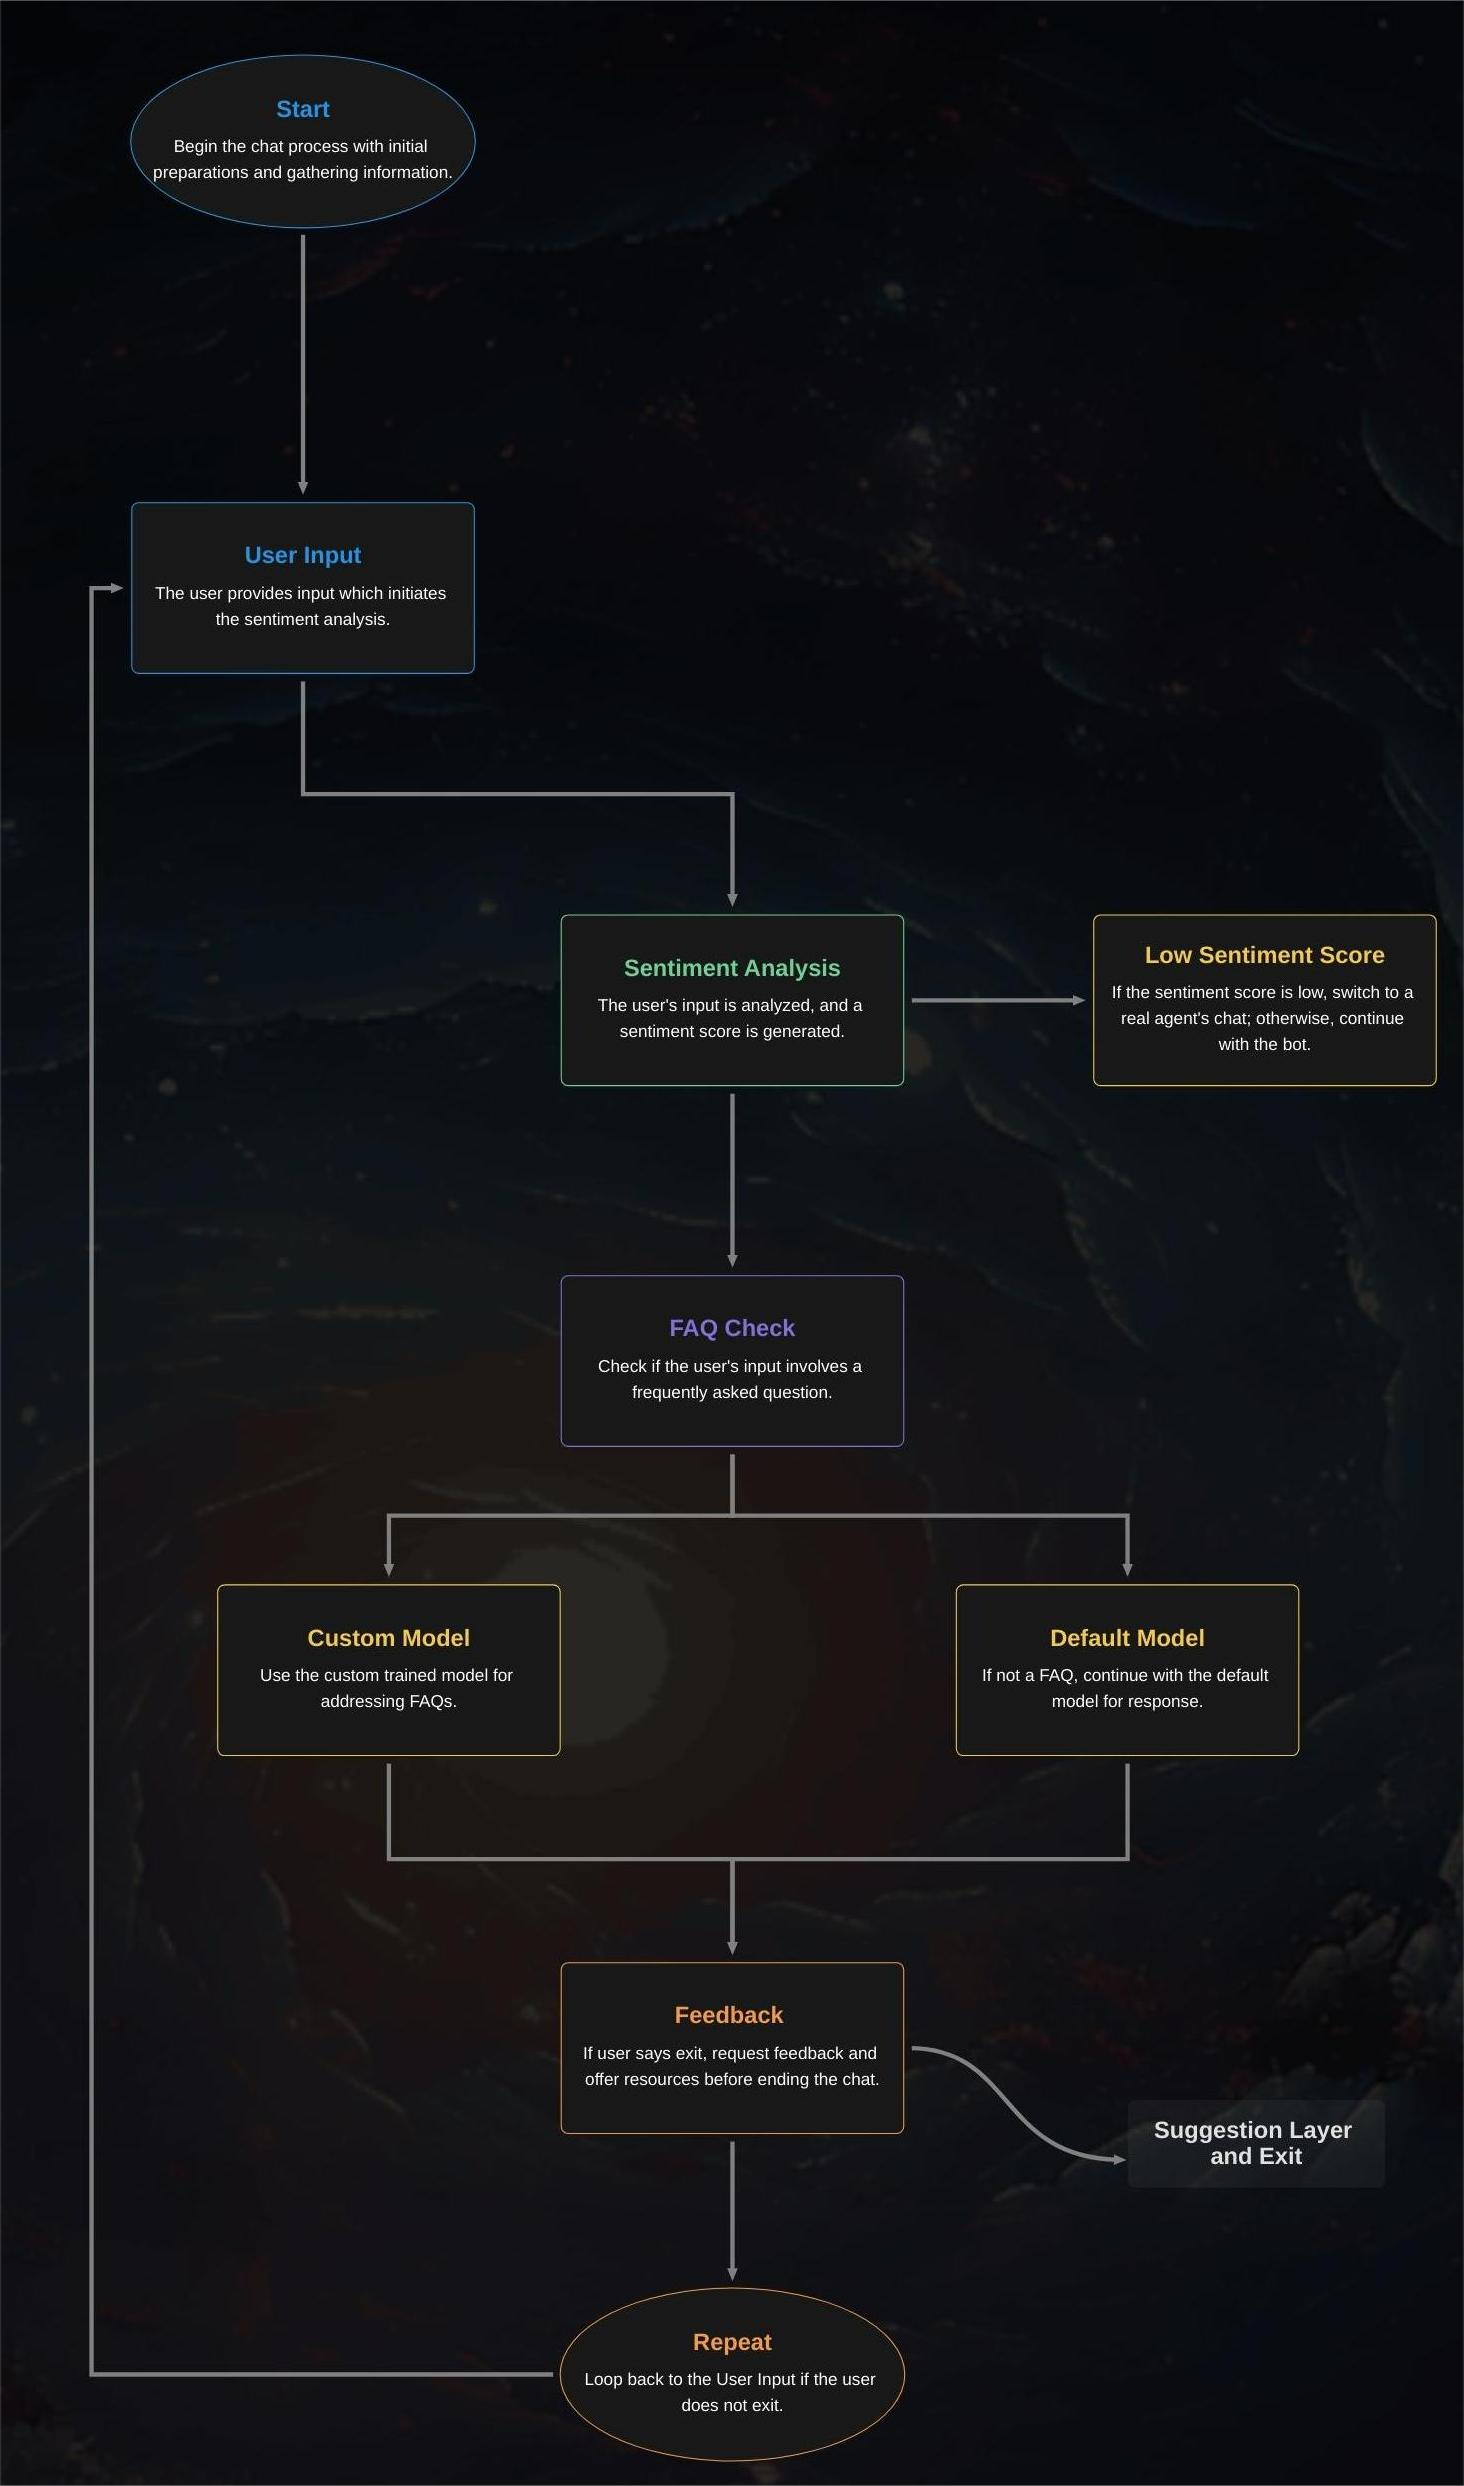 Start
Begin the chat process with initial
preparations and gathering information.
User Input
The user provides input which initiates
the sentiment analysis.
Sentiment Analysis
The user's input is analyzed, and a
sentiment score is generated.
Low Sentiment Score
If the sentiment score is low, switch to a
real agent's chat; otherwise, continue
with the bot.
FAQ Check
Check if the user's input involves a
frequently asked question.
Custom Model
Use the custom trained model for
addressing FAQs.
Default Model
If not a FAQ, continue with the default
model for response.
Feedback
If user says exit, request feedback and
offer resources before ending the chat.
Suggestion Layer
and Exit
Repeat
Loop back to the User Input if the user
does not exit.